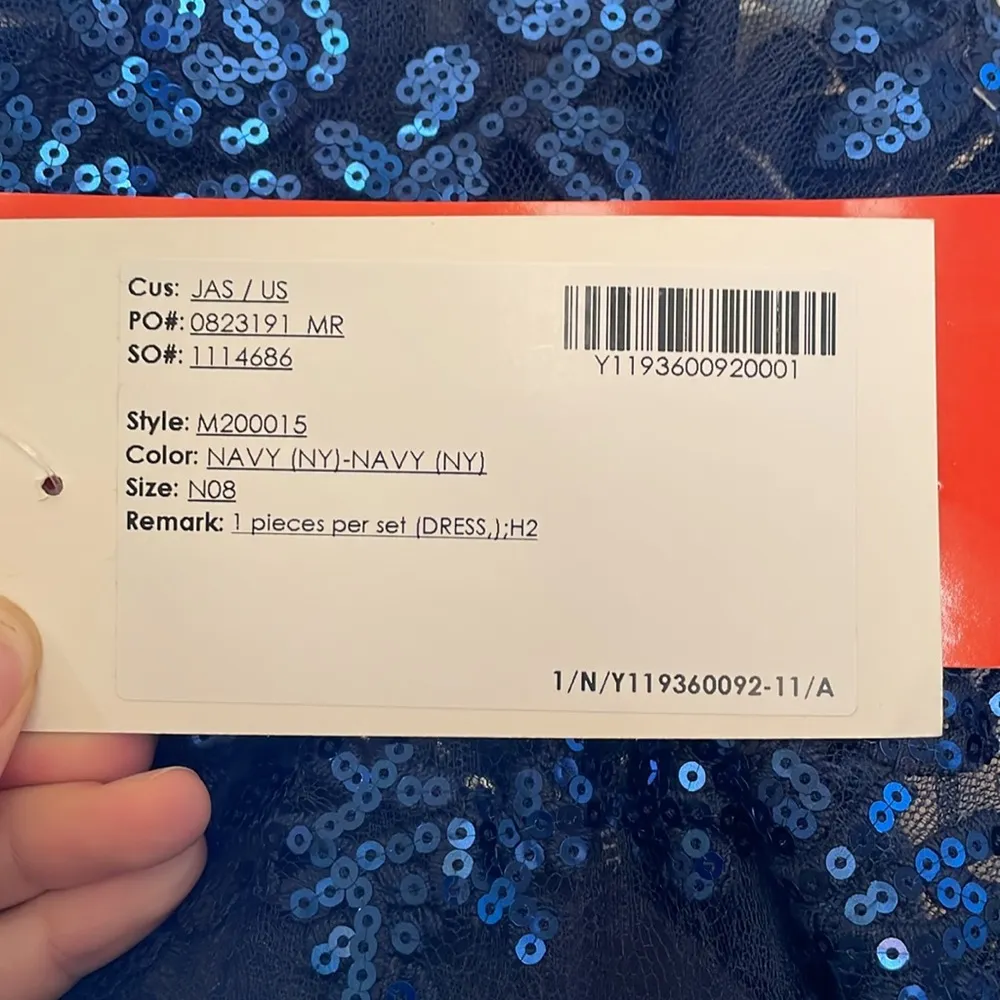 Cus: JAS / US
PO#: 0823191 MR
SO#: 1114686
Y1193600920001
Style: M200015
Color: NAVY (NY)-NAVY (NY)
Size: N08
Remark: 1 pieces per set (DRESS,);H2
1/N/Y119360092-11/A